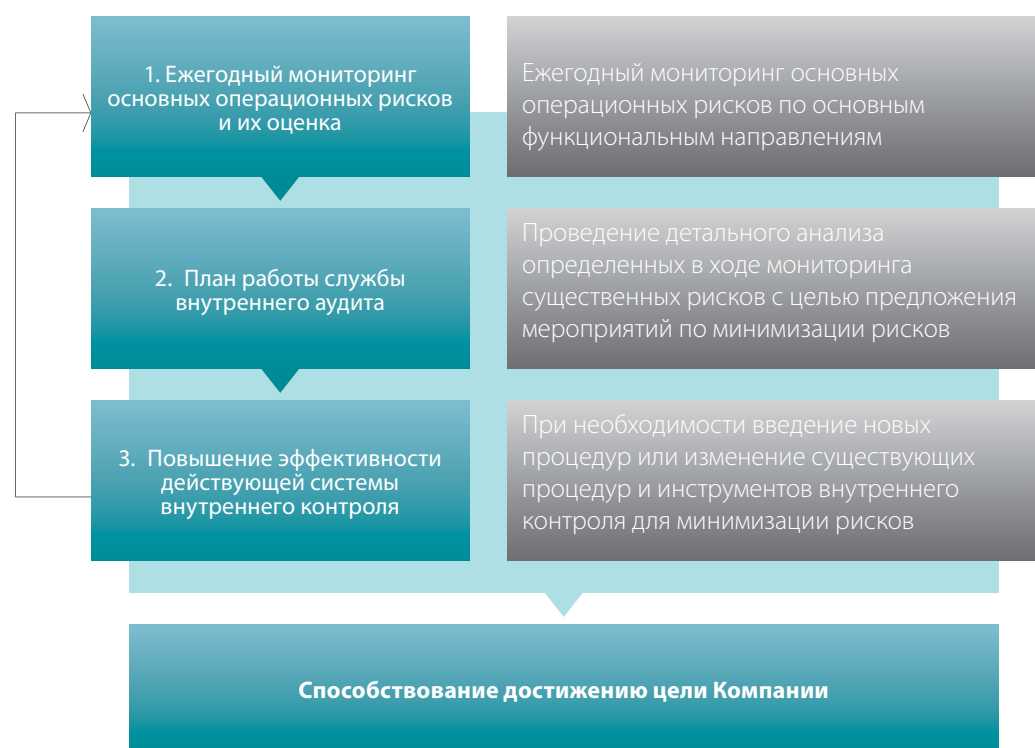 1. Ежегодный мониторинг
основных операционных рисков
и их оценка
Ежегодный мониторинг основных
операционных рисков по основным
функциональным направлениям
2. План работы службы
внутреннего аудита
Проведение детального анализа
определенных в ходе мониторинга
существенных рисков с целью предложения
мероприятий по минимизации рисков
3. Повышение эффективности
действующей системы
внутреннего контроля
При необходимости введение новых
процедур или изменение существующих
процедур и инструментов внутреннего
контроля для минимизации рисков
Способствование достижению цели Компании